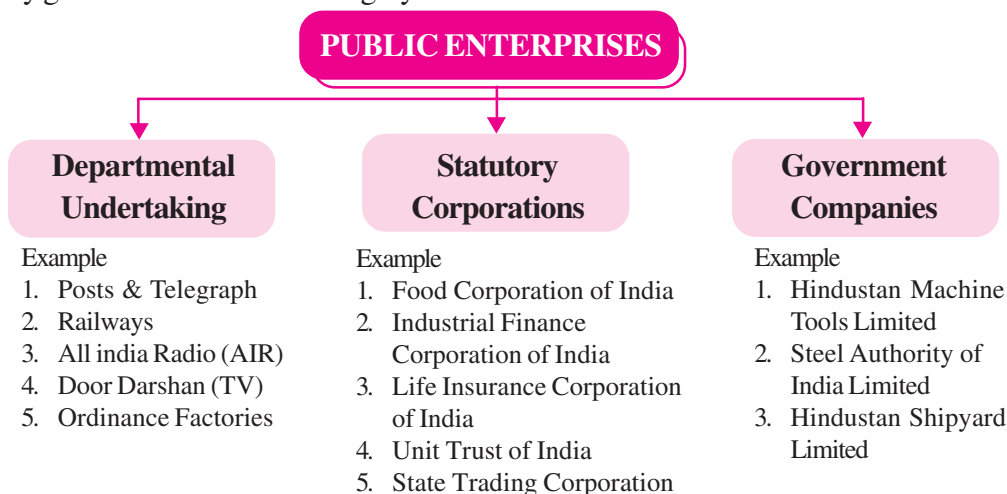 PUBLIC ENTERPRISES
Departmental
Undertaking
Example
1. Posts & Telegraph
2. Railways
3. All india Radio (AIR)
4. Door Darshan (TV)
5. Ordinance Factories
Statutory
Corporations
Example
1. Food Corporation of India
2. Industrial Finance
Corporation of India
3. Life Insurance Corporation
of India
4. Unit Trust of India
5. State Trading Corporation
Government
Companies
Example
1. Hindustan Machine
Tools Limited
2. Steel Authority of
India Limited
3. Hindustan Shipyard
Limited